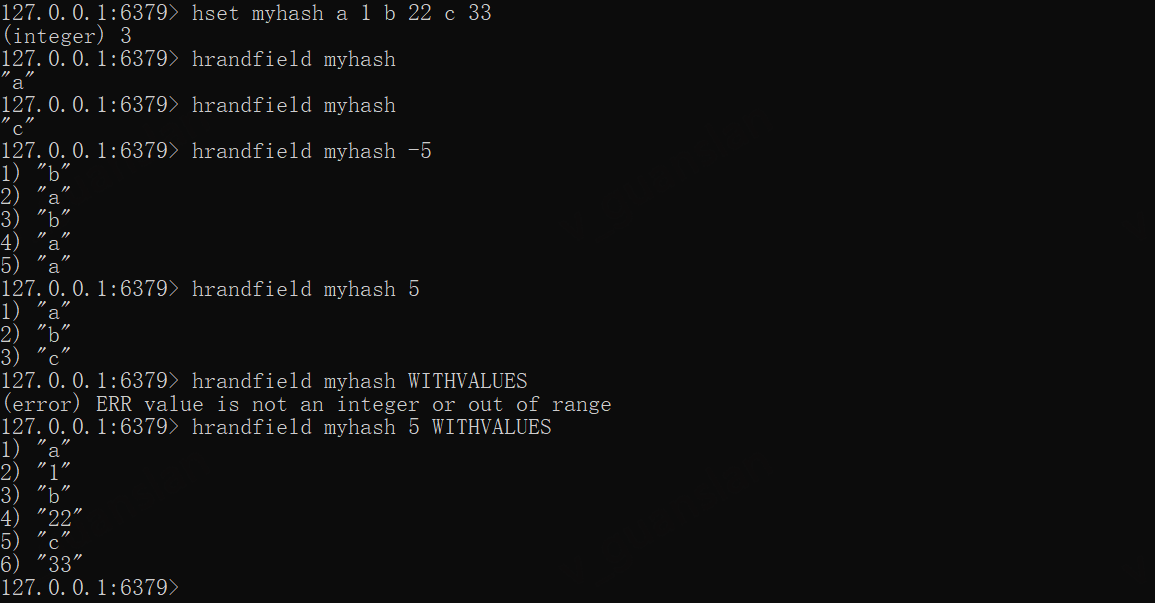 127.0.0.1:6379> hset myhash a 1 b 22 c 33
(integer) 3
127.0.0.1:6379> hrandfield myhash
"a"
127.0.0.1:6379> hrandfield myhash
"c"
127.0.0.1:6379> hrandfield myhash -5
1) "b"
2) "a"
3) "b"
4) "a"
5) "a"
127.0.0.1:6379> hrandfield myhash 5
1) "a"
2) "b"
3) "c"
127.0.0.1:6379> hrandfield myhash WITHVALUES
(error) ERR value is not an integer or out of range
127.0.0.1:6379> hrandfield myhash 5 WITHVALUES
1) "a"
2) "1"
3) "b"
4) "22"
5) "c"
6) "33"
127.0.0.1:6379>